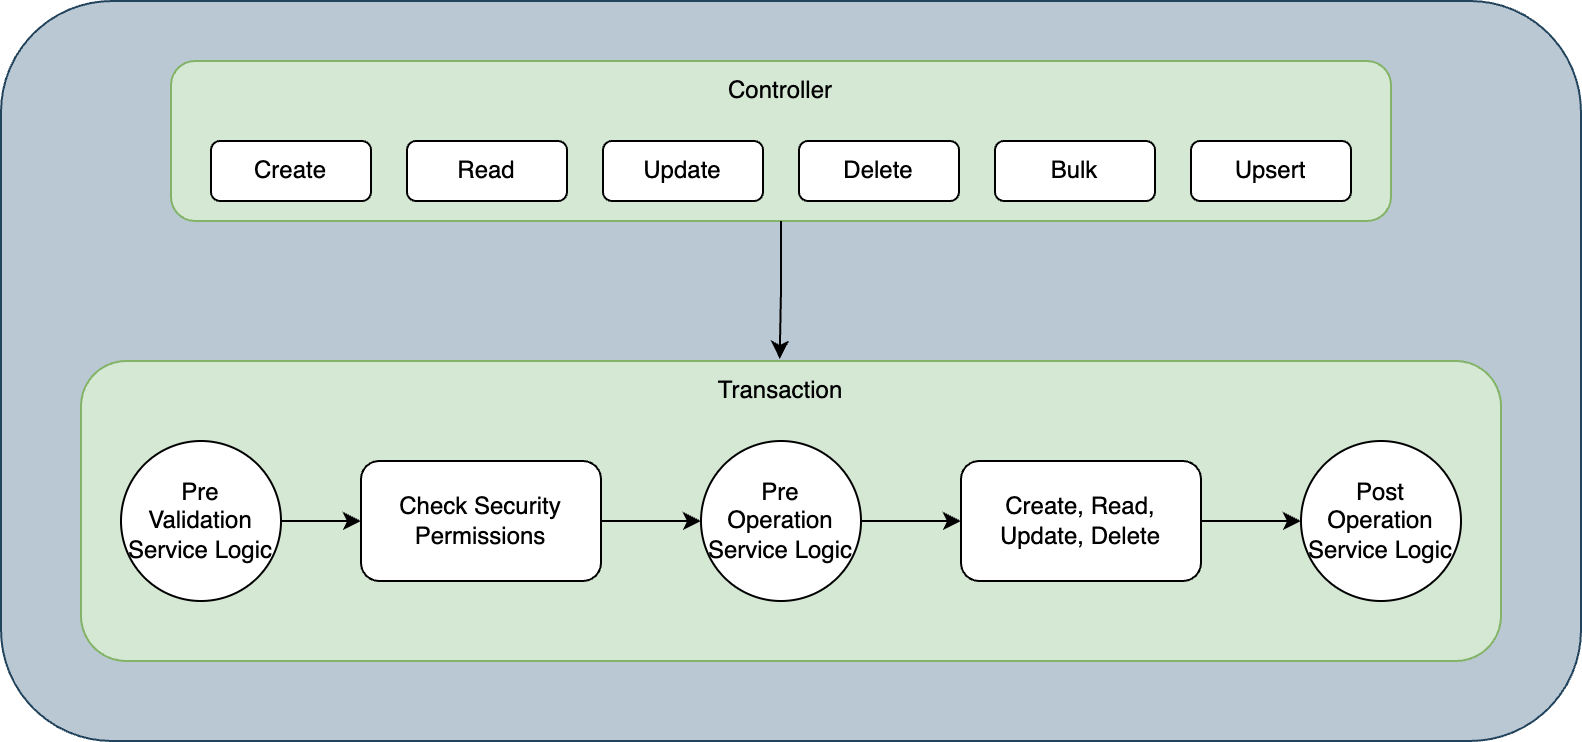 Controller
Create
Read
Update
Delete
Bulk
Upsert
Transaction
Pre
Validation
Service Logic
Check Security
Permissions
Pre
Operation
Service Logic
Create, Read,
Update, Delete
Post
Operation
Service Logic